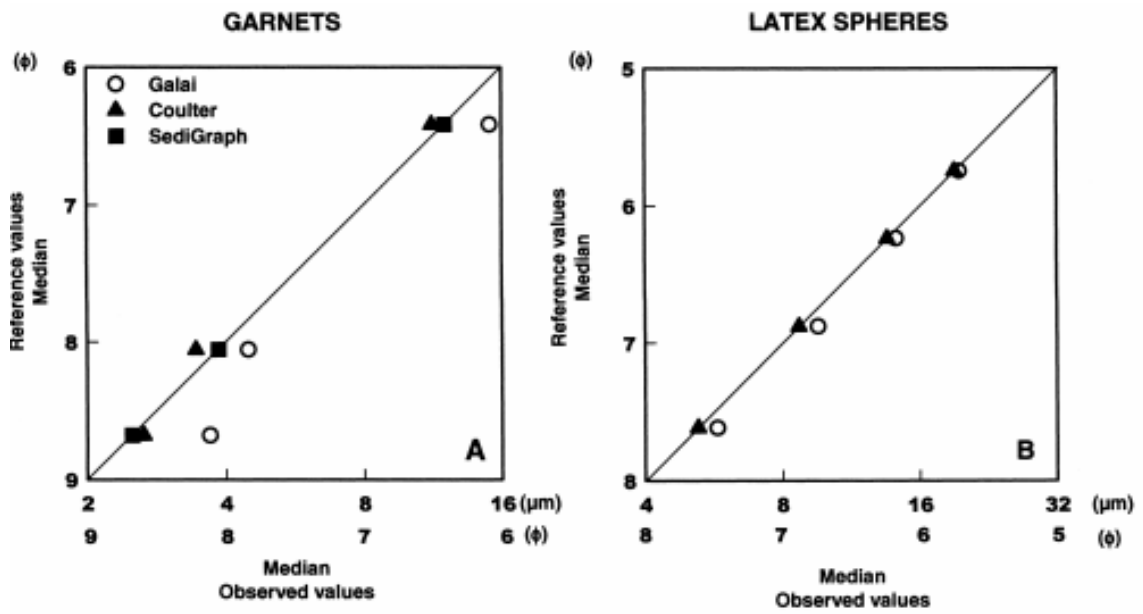 GARNETS
(ϕ)
6
7
8
9
Galai
Coulter
SediGraph
Reference values
Median
A
2 4 8 16 (µm)
9 8 7 6 (ϕ)
Median
Observed values
LATEX SPHERES
(ϕ)
5
6
7
8
Reference values
Median
B
4 8 16 32 (µm)
8 7 6 5 (ϕ)
Median
Observed values